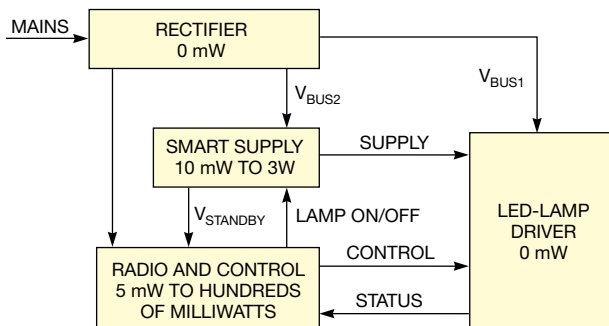 MAINS
RECTIFIER
0 mW
VBUS2
VBUS1
SMART SUPPLY
10 mW TO 3W
SUPPLY
LED-LAMP
DRIVER
0 mW
VSTANDBY
LAMP ON/OFF
RADIO AND CONTROL
5 mW TO HUNDREDS
OF MILLIWATTS
CONTROL
STATUS